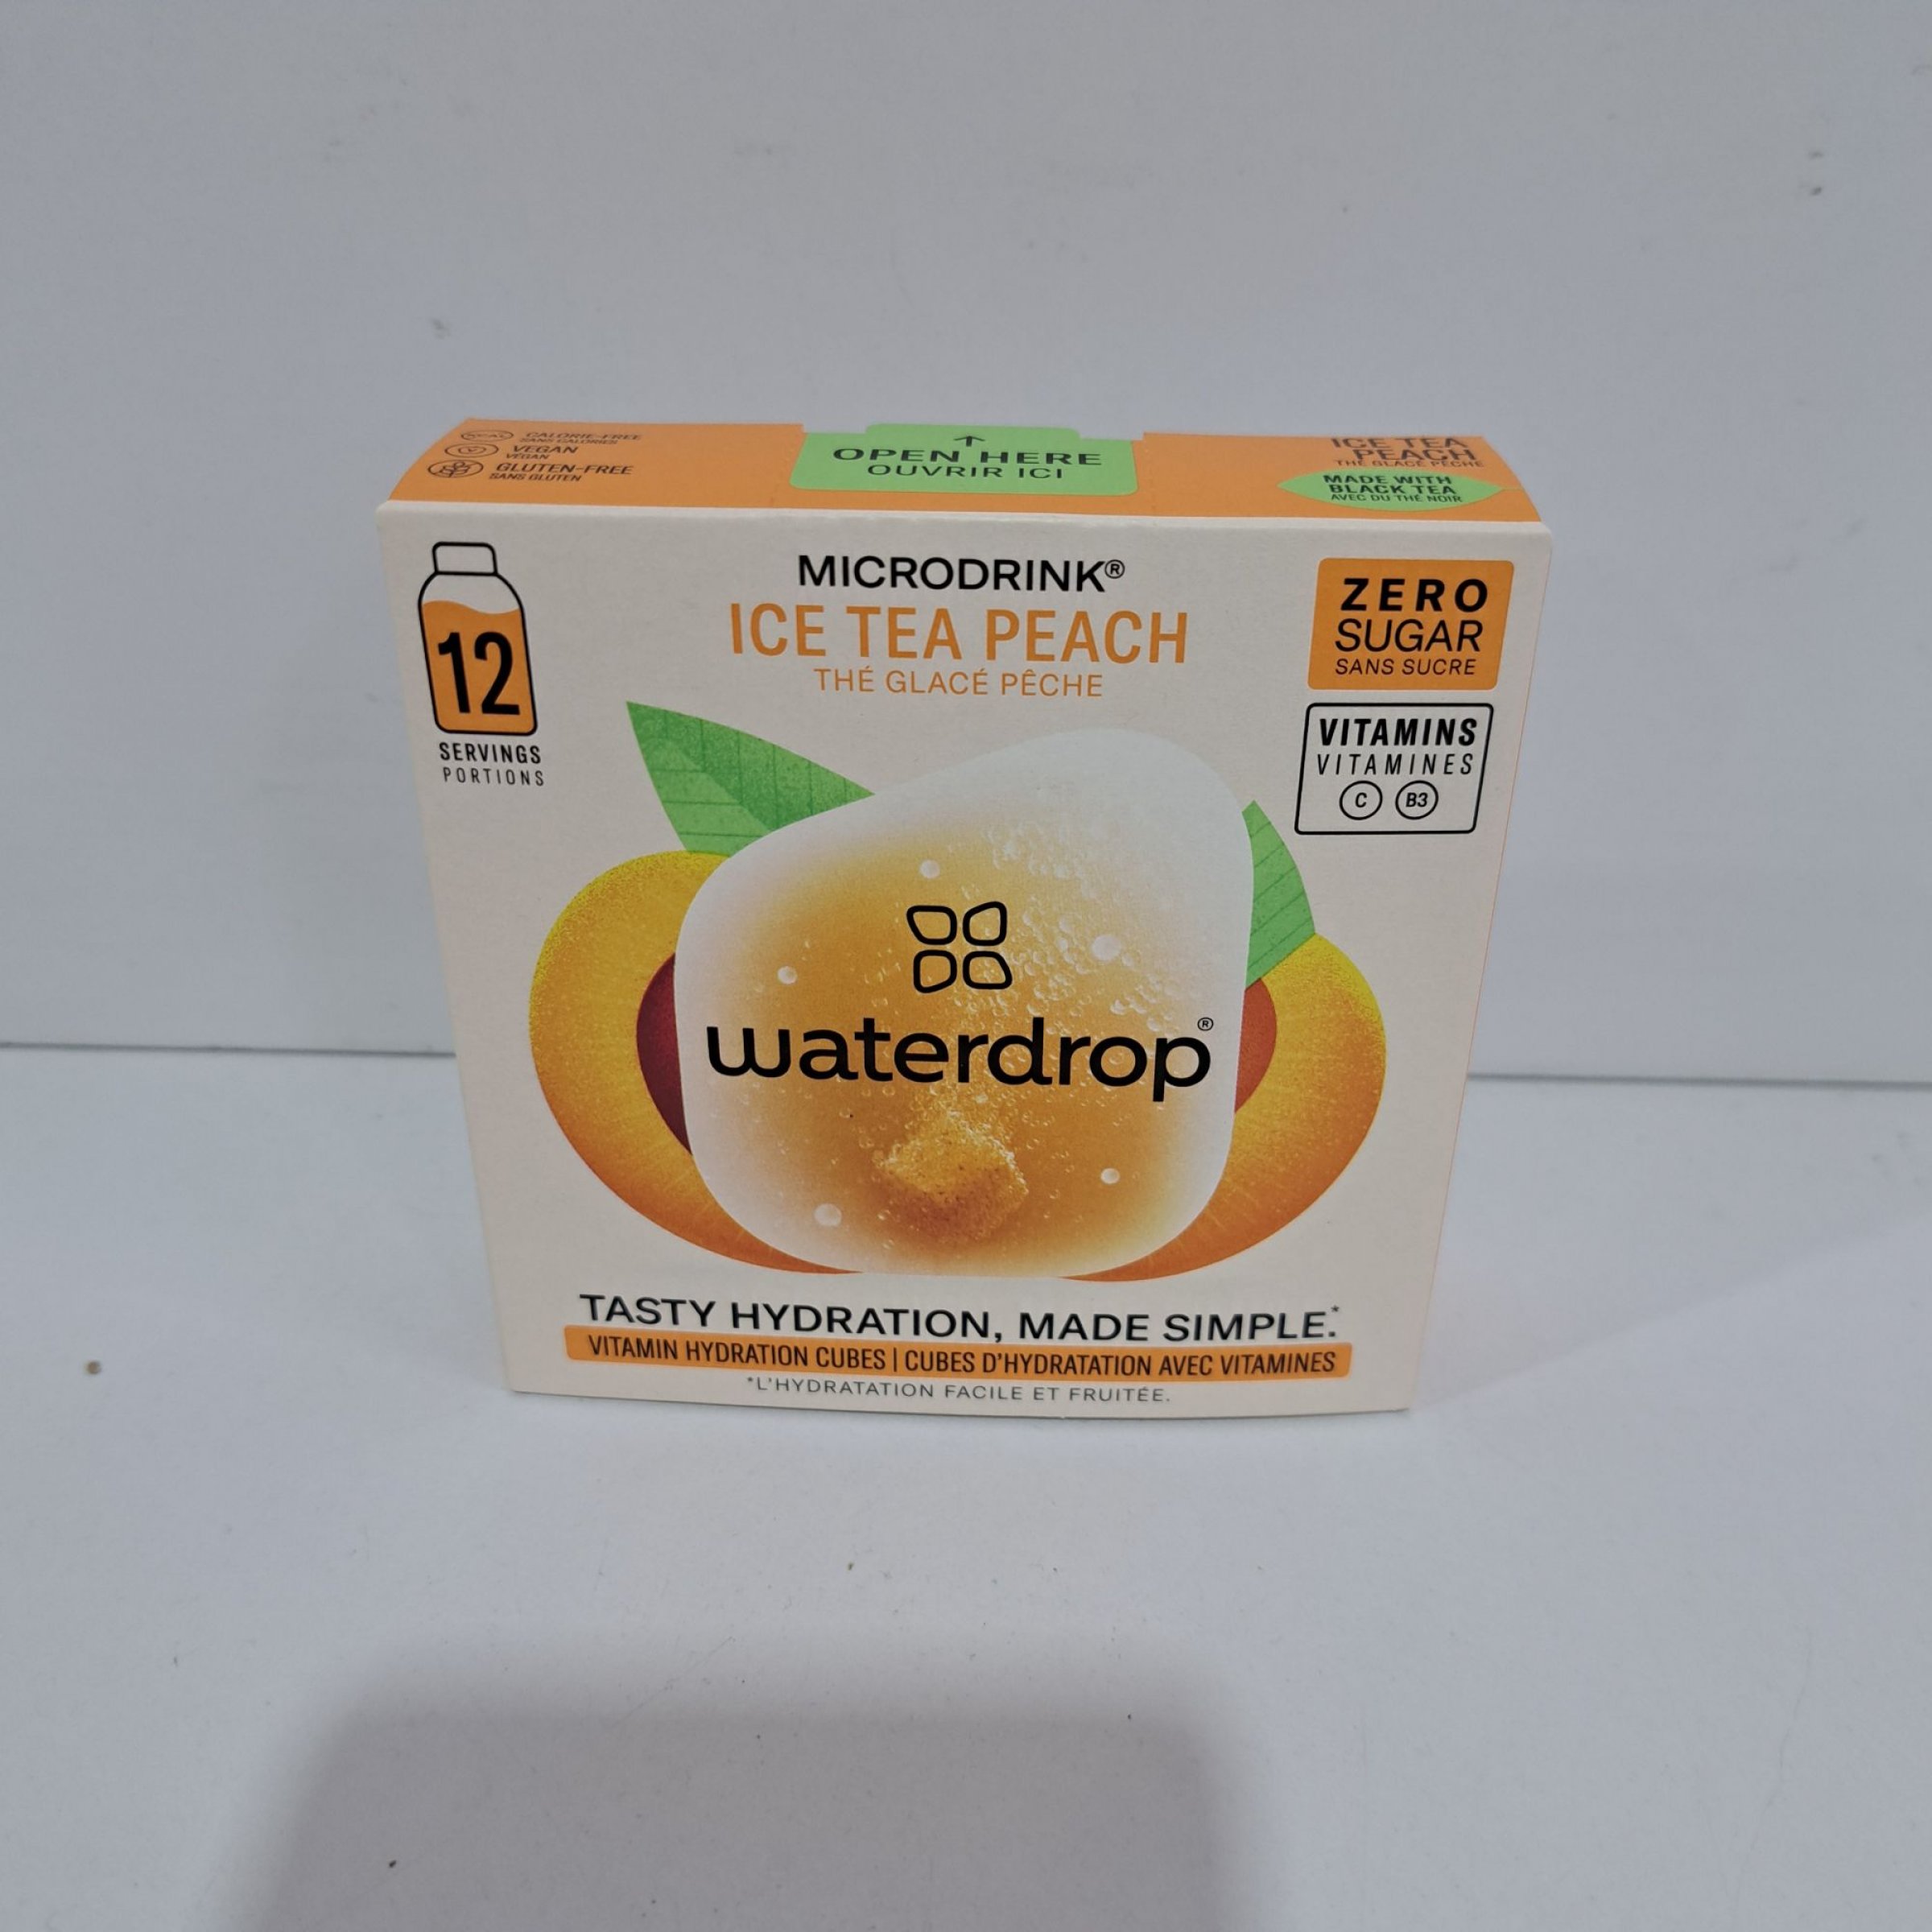 CALORIE-FREE
SANS CALORIES
VEGAN
VEGAN
GLUTEN-FREE
SANS GLUTEN
OPEN HERE
OUVRIR ICI
ICE TEA
PEACH
THÉ GLACÉ PÊCHE
MADE WITH
BLACK TEA
AVEC DU THÉ NOIR
12
SERVINGS
PORTIONS
MICRODRINK®
ICE TEA PEACH
THÉ GLACÉ PÊCHE
ZERO
SUGAR
SANS SUCRE
VITAMINS
VITAMINES
C B3
waterdrop®
TASTY HYDRATION, MADE SIMPLE.*
VITAMIN HYDRATION CUBES | CUBES D'HYDRATATION AVEC VITAMINES
*L'HYDRATATION FACILE ET FRUITÉE.